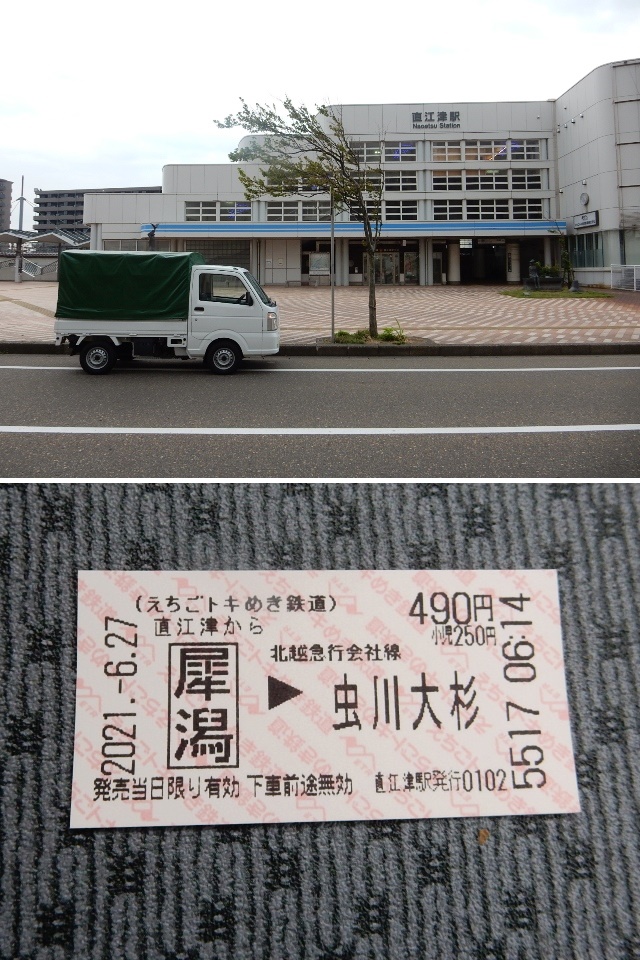 直江津駅
Naoetsu Station
(えちごトキめき鉄道)
直江津から
490円
小児250円
犀潟
▶
北越急行会社線
虫川大杉
2021.-6.27
5517 06:14
発売当日限り有効 下車前途無効
直江津駅発行0102